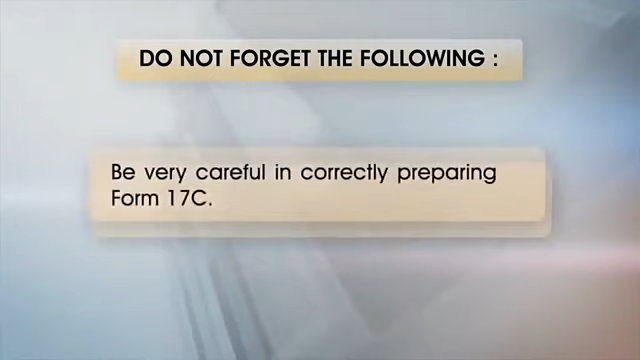 DO NOT FORGET THE FOLLOWING :
Be very careful in correctly preparing
Form 17C.